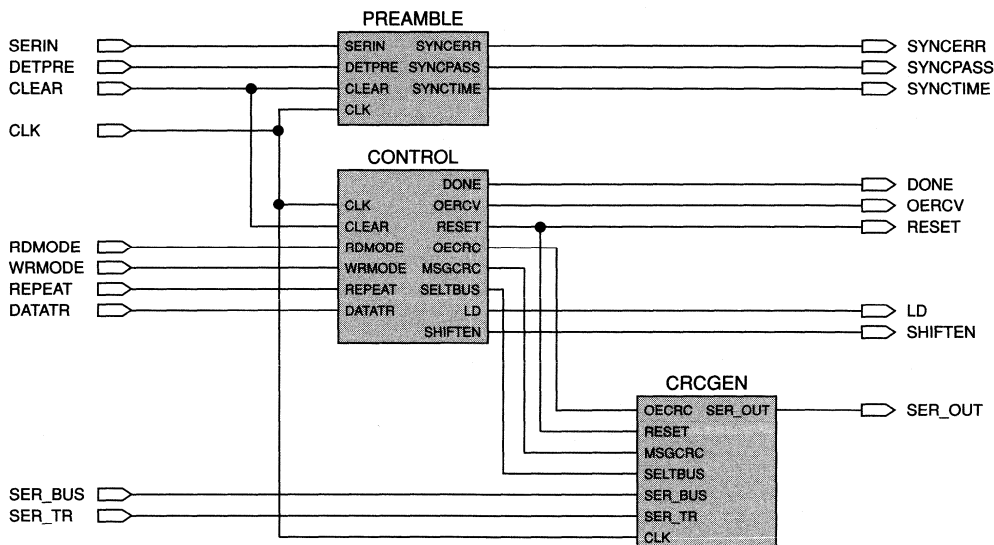 PREAMBLE
SERIN
SERIN SYNCERR
SYNCERR
DETPRE
DETPRE SYNCPASS
SYNCPASS
CLEAR
CLEAR SYNCTIME
SYNCTIME
CLK
CLK
CONTROL
DONE
DONE
CLK OERCV
OERCV
CLEAR RESET
RESET
RDMODE
RDMODE OECRC
WRMODE
WRMODE MSGCRC
REPEAT
REPEAT SELTBUS
DATATR
DATATR LD
LD
SHIFTEN
SHIFTEN
CRCGEN
OECRC SER_OUT
SER_OUT
RESET
MSGCRC
SELTBUS
SER_BUS
SER_BUS
SER_TR
SER_TR
CLK